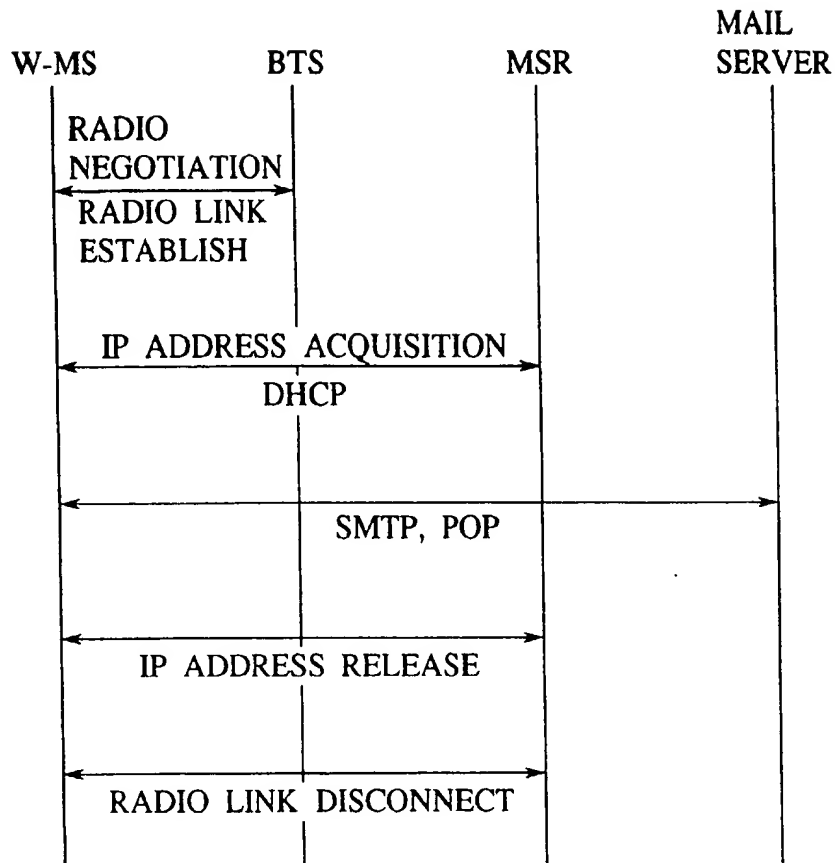 W-MS
BTS
MSR
MAIL
SERVER
RADIO
NEGOTIATION
RADIO LINK
ESTABLISH
IP ADDRESS ACQUISITION
DHCP
SMTP, POP
IP ADDRESS RELEASE
RADIO LINK DISCONNECT